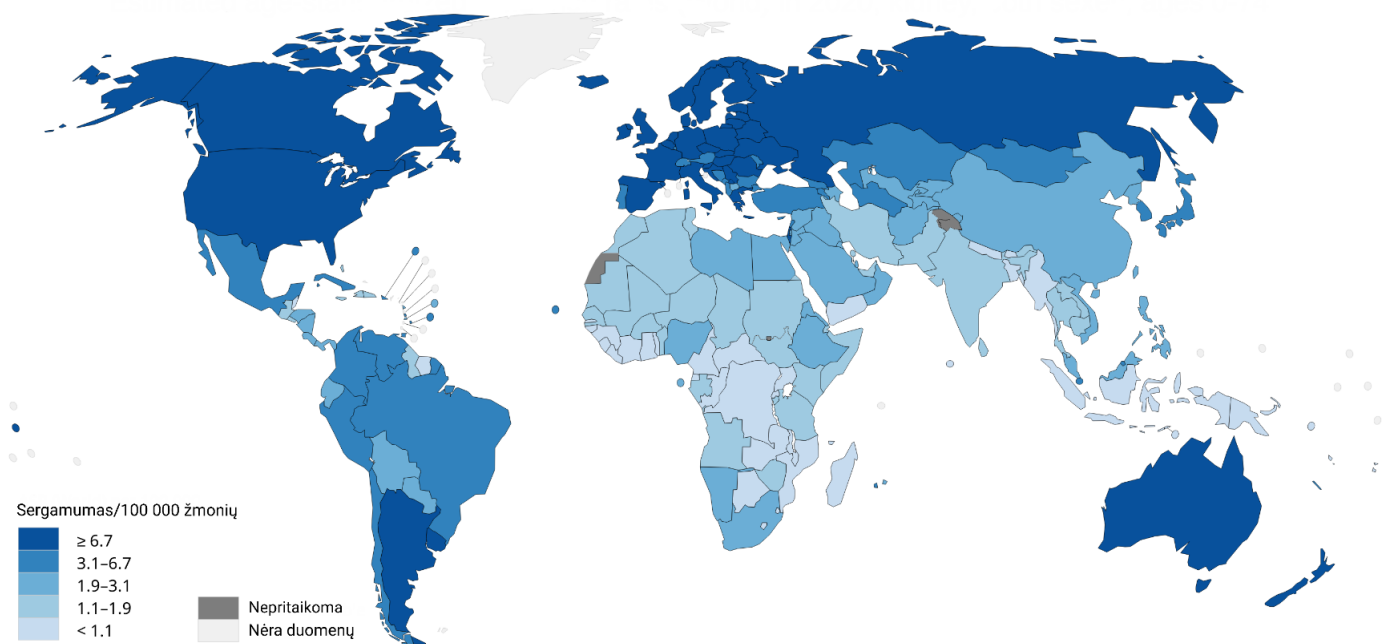 Sergamumas/100 000 žmonių
≥ 6.7
3.1–6.7
1.9–3.1
1.1–1.9
< 1.1
Nepritaikoma
Nėra duomenų